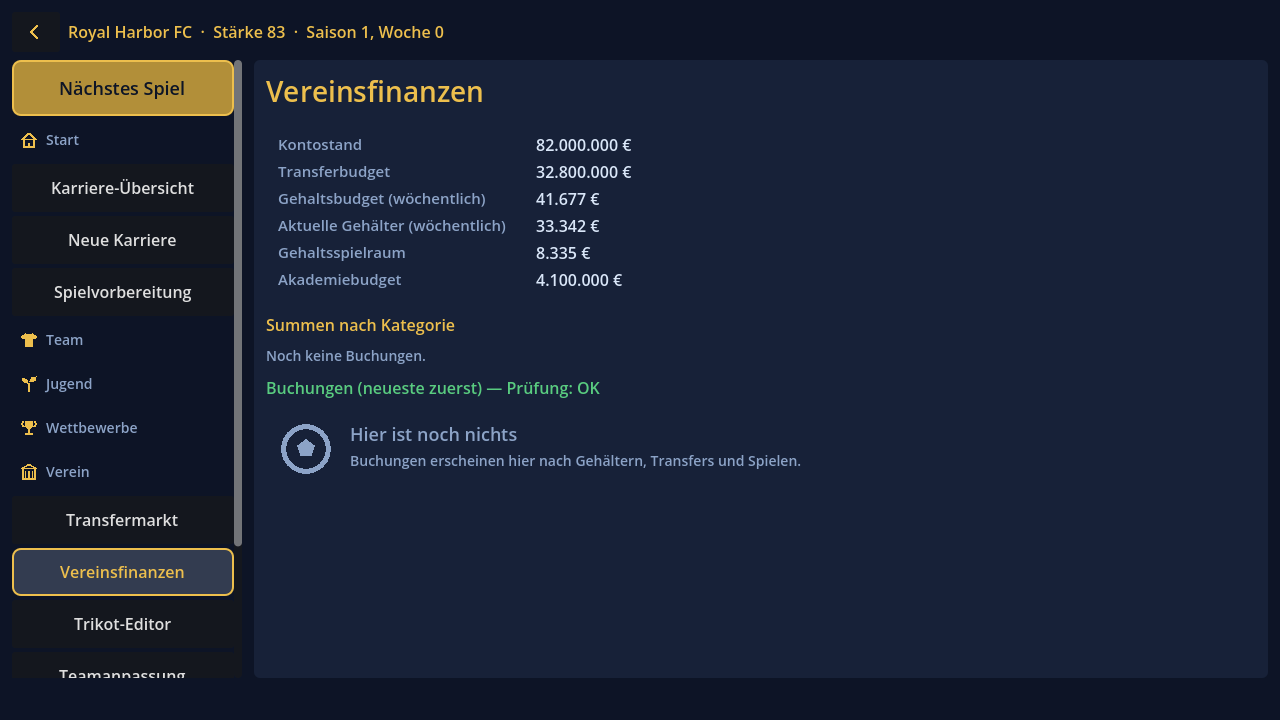 Royal Harbor FC · Stärke 83 · Saison 1, Woche 0
Nächstes Spiel
Start
Karriere-Übersicht
Neue Karriere
Spielvorbereitung
Team
Jugend
Wettbewerbe
Verein
Transfermarkt
Vereinsfinanzen
Trikot-Editor
Teamanpassung
Vereinsfinanzen
Kontostand 82.000.000 €
Transferbudget 32.800.000 €
Gehaltsbudget (wöchentlich) 41.677 €
Aktuelle Gehälter (wöchentlich) 33.342 €
Gehaltsspielraum 8.335 €
Akademiebudget 4.100.000 €
Summen nach Kategorie
Noch keine Buchungen.
Buchungen (neueste zuerst) — Prüfung: OK
Hier ist noch nichts
Buchungen erscheinen hier nach Gehältern, Transfers und Spielen.